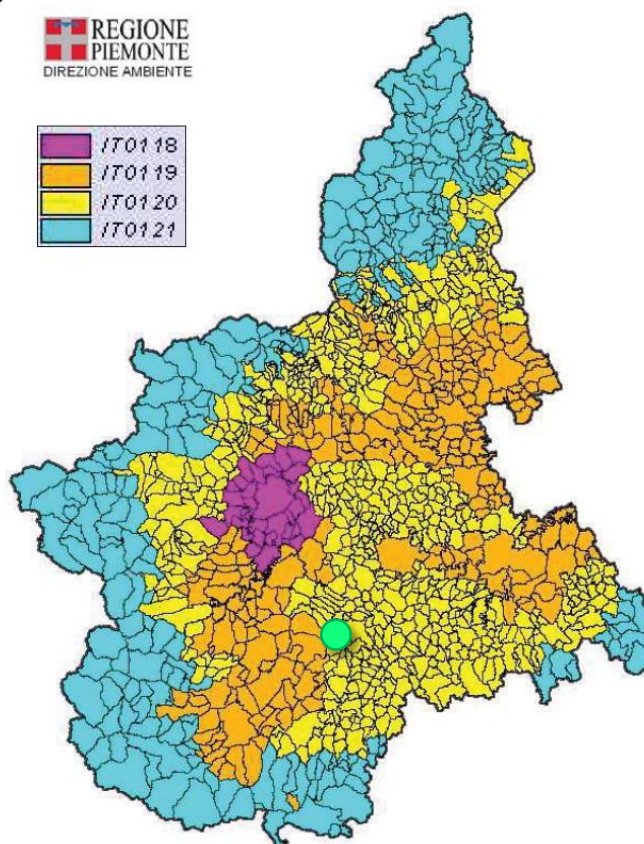 REGIONE
PIEMONTE
DIREZIONE AMBIENTE
IT0118
IT0119
IT0120
IT0121